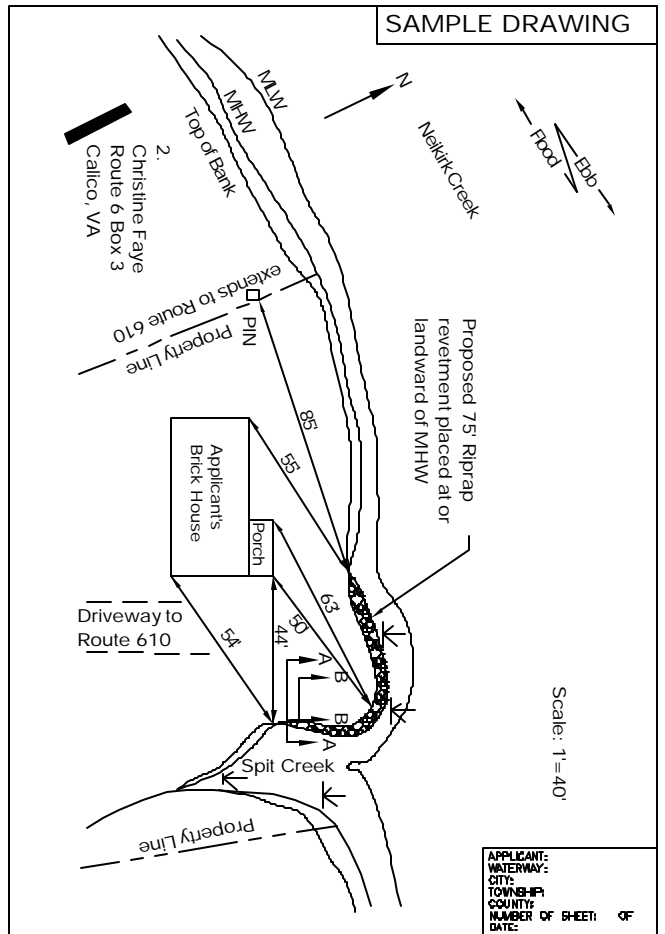 SAMPLE DRAWING
MLW
MHW
Top of Bank
N
Nelkirk Creek
Flood
Ebb
2.
Christine Faye
Route 6 Box 3
Calico, VA
extends to Route 610
Property Line
PIN
Proposed 75' Riprap
revetment placed at or
landward of MHW
85'
55'
Applicant's
Brick House
Porch
63'
50'
44'
54'
Driveway to
Route 610
A
B
B
A
Spit Creek
Scale: 1'=40'
Property Line
APPLICANT:
WATERWAY:
CITY:
TOWNSHIP:
COUNTY:
NUMBER OF SHEET: OF
DATE: